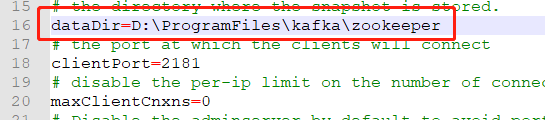 15 # the directory where the snapshot is stored.
16 dataDir=D:\ProgramFiles\kafka\zookeeper
17 # the port at which the clients will connect
18 clientPort=2181
19 # disable the per-ip limit on the number of connec
20 maxClientCnxns=0
21 # Disable the adminserver by default to avoid port